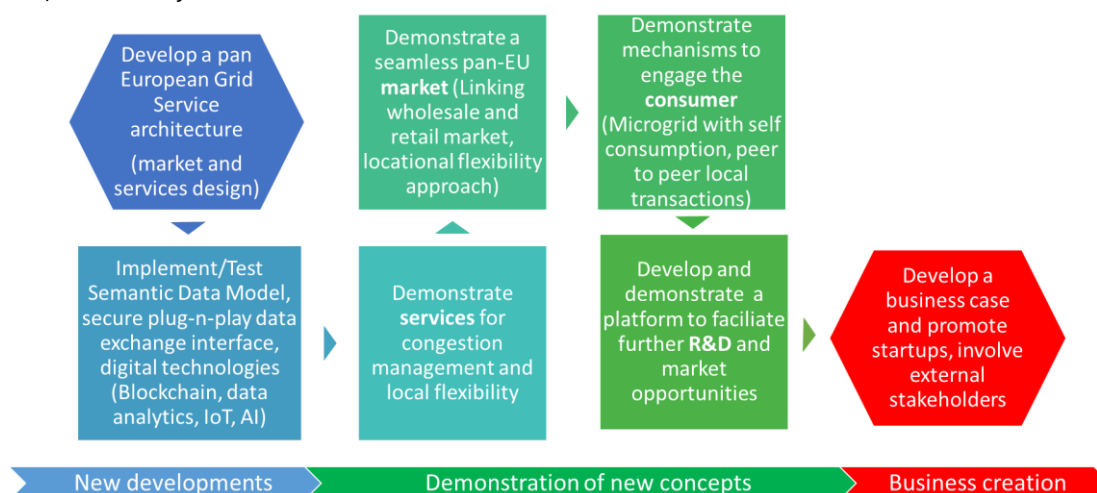 Develop a pan
European Grid
Service
architecture
(market and
services design)
Implement/Test
Semantic Data Model,
secure plug-n-play data
exchange interface,
digital technologies
(Blockchain, data
analytics, IoT, AI)
Demonstrate
services for
congestion
management and
local flexibility
Demonstrate a
seamless pan-EU
market (Linking
wholesale and
retail market,
locational flexibility
approach)
Demonstrate
mechanisms to
engage the
consumer
(Microgrid with self
consumption, peer
to peer local
transactions)
Develop and
demonstrate a
platform to faciliate
further R&D and
market
opportunities
Develop a
business case
and promote
startups, involve
external
stakeholders
New developments
Demonstration of new concepts
Business creation